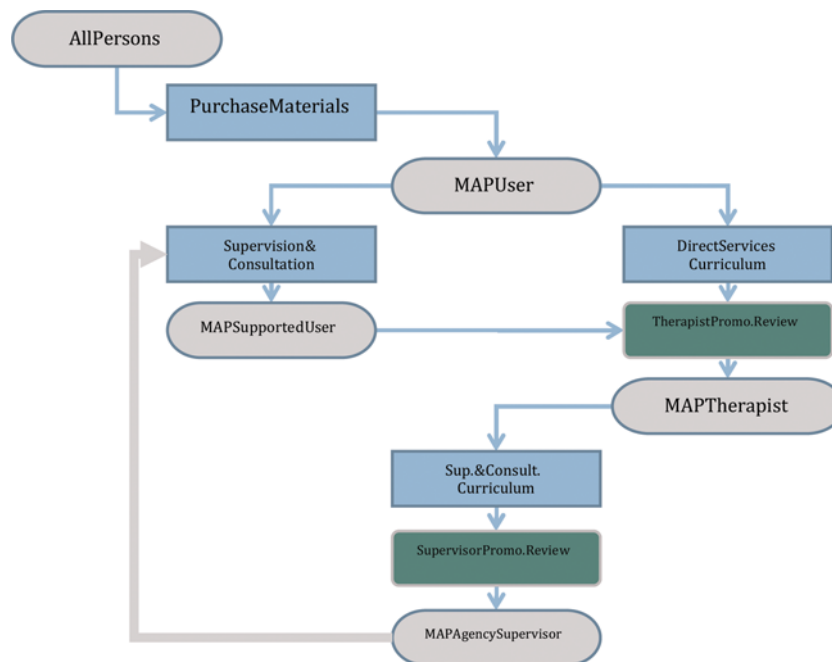 AllPersons
PurchaseMaterials
MAPUser
Supervision&
Consultation
DirectServices
Curriculum
MAPSupportedUser
TherapistPromo.Review
MAPTherapist
Sup.&Consult.
Curriculum
SupervisorPromo.Review
MAPAgencySupervisor